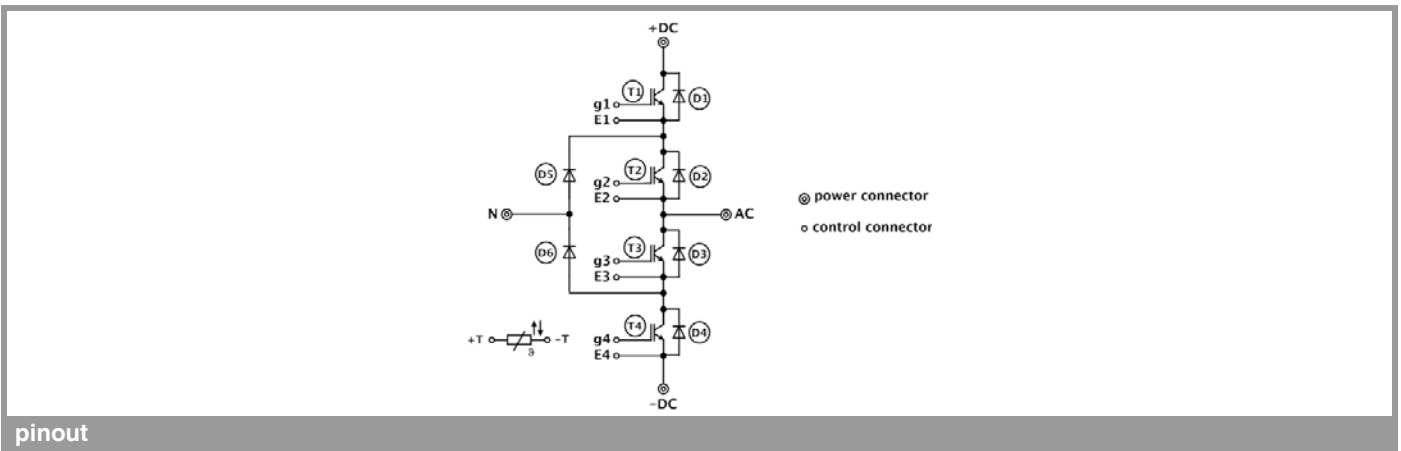 +DC
T1
D1
g1
E1
T2
D5
D2
g2
E2
power connector
N
AC
control connector
T3
D6
D3
g3
E3
T4
D4
+T
-T
g4
E4
ϑ
-DC
pinout